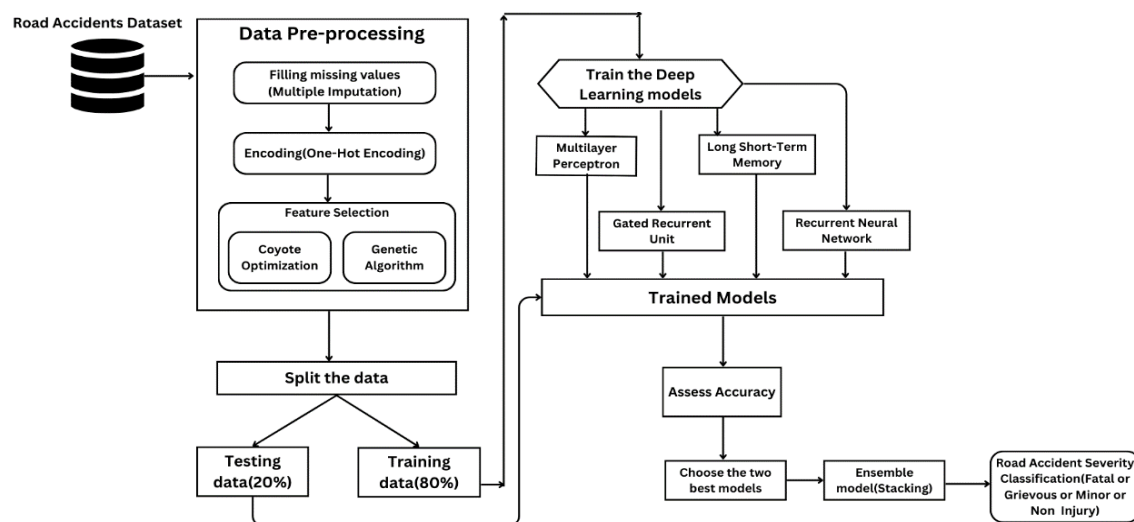 Road Accidents Dataset
Data Pre-processing
Filling missing values
(Multiple Imputation)
Encoding(One-Hot Encoding)
Feature Selection
Coyote
Optimization
Genetic
Algorithm
Split the data
Testing
data(20%)
Training
data(80%)
Train the Deep
Learning models
Multilayer
Perceptron
Long Short-Term
Memory
Gated Recurrent
Unit
Recurrent Neural
Network
Trained Models
Assess Accuracy
Choose the two
best models
Ensemble
model(Stacking)
Road Accident Severity
Classification(Fatal or
Grievous or Minor or
Non Injury)